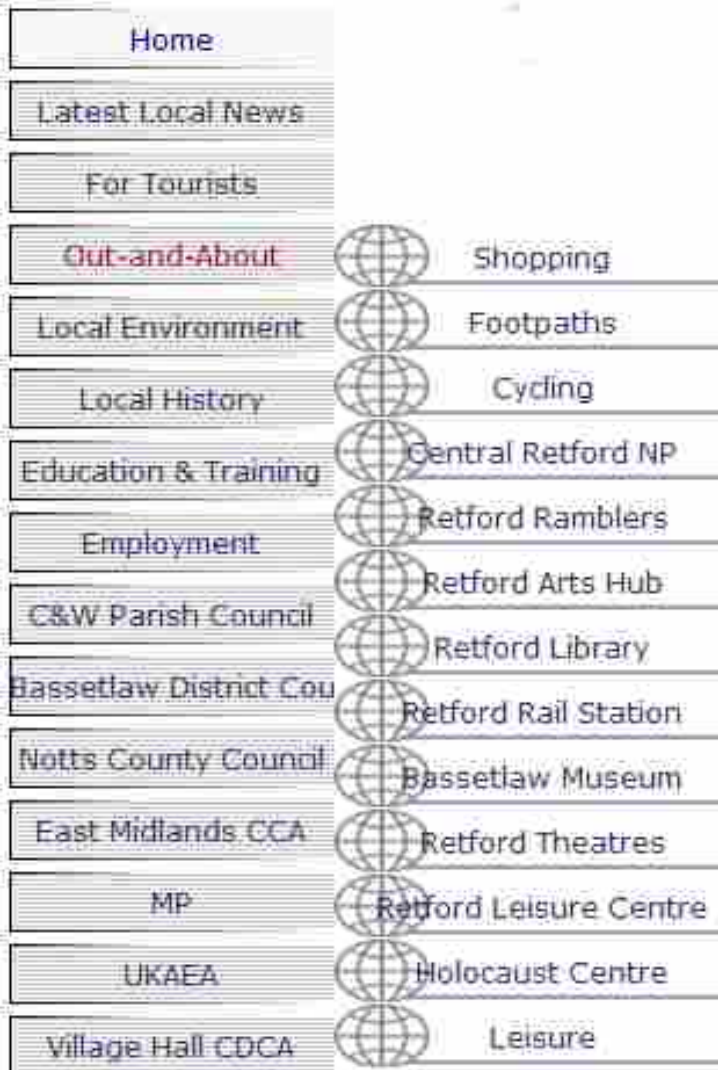 Home
Latest Local News
For Tourists
Out-and-About
Local Environment
Local History
Education & Training
Employment
C&W Parish Council
Bassetlaw District Cou
Notts County Council
East Midlands CCA
MP
UKAEA
Village Hall CDCA
Shopping
Footpaths
Cycling
Central Retford NP
Retford Ramblers
Retford Arts Hub
Retford Library
Retford Rail Station
Bassetlaw Museum
Retford Theatres
Retford Leisure Centre
Holocaust Centre
Leisure